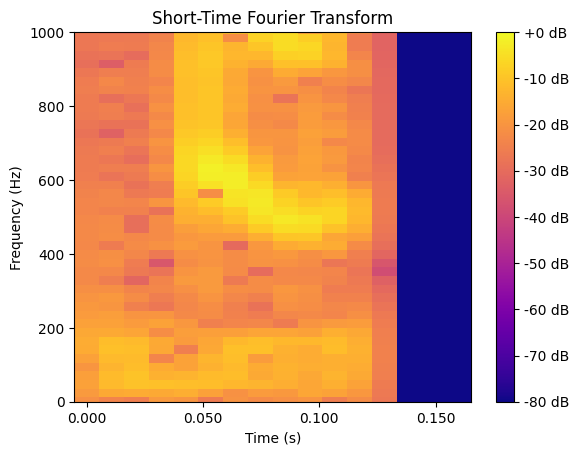 Short-Time Fourier Transform
1000
800
600
400
200
0
Frequency (Hz)
0.000
0.050
0.100
0.150
Time (s)
+0 dB
-10 dB
-20 dB
-30 dB
-40 dB
-50 dB
-60 dB
-70 dB
-80 dB